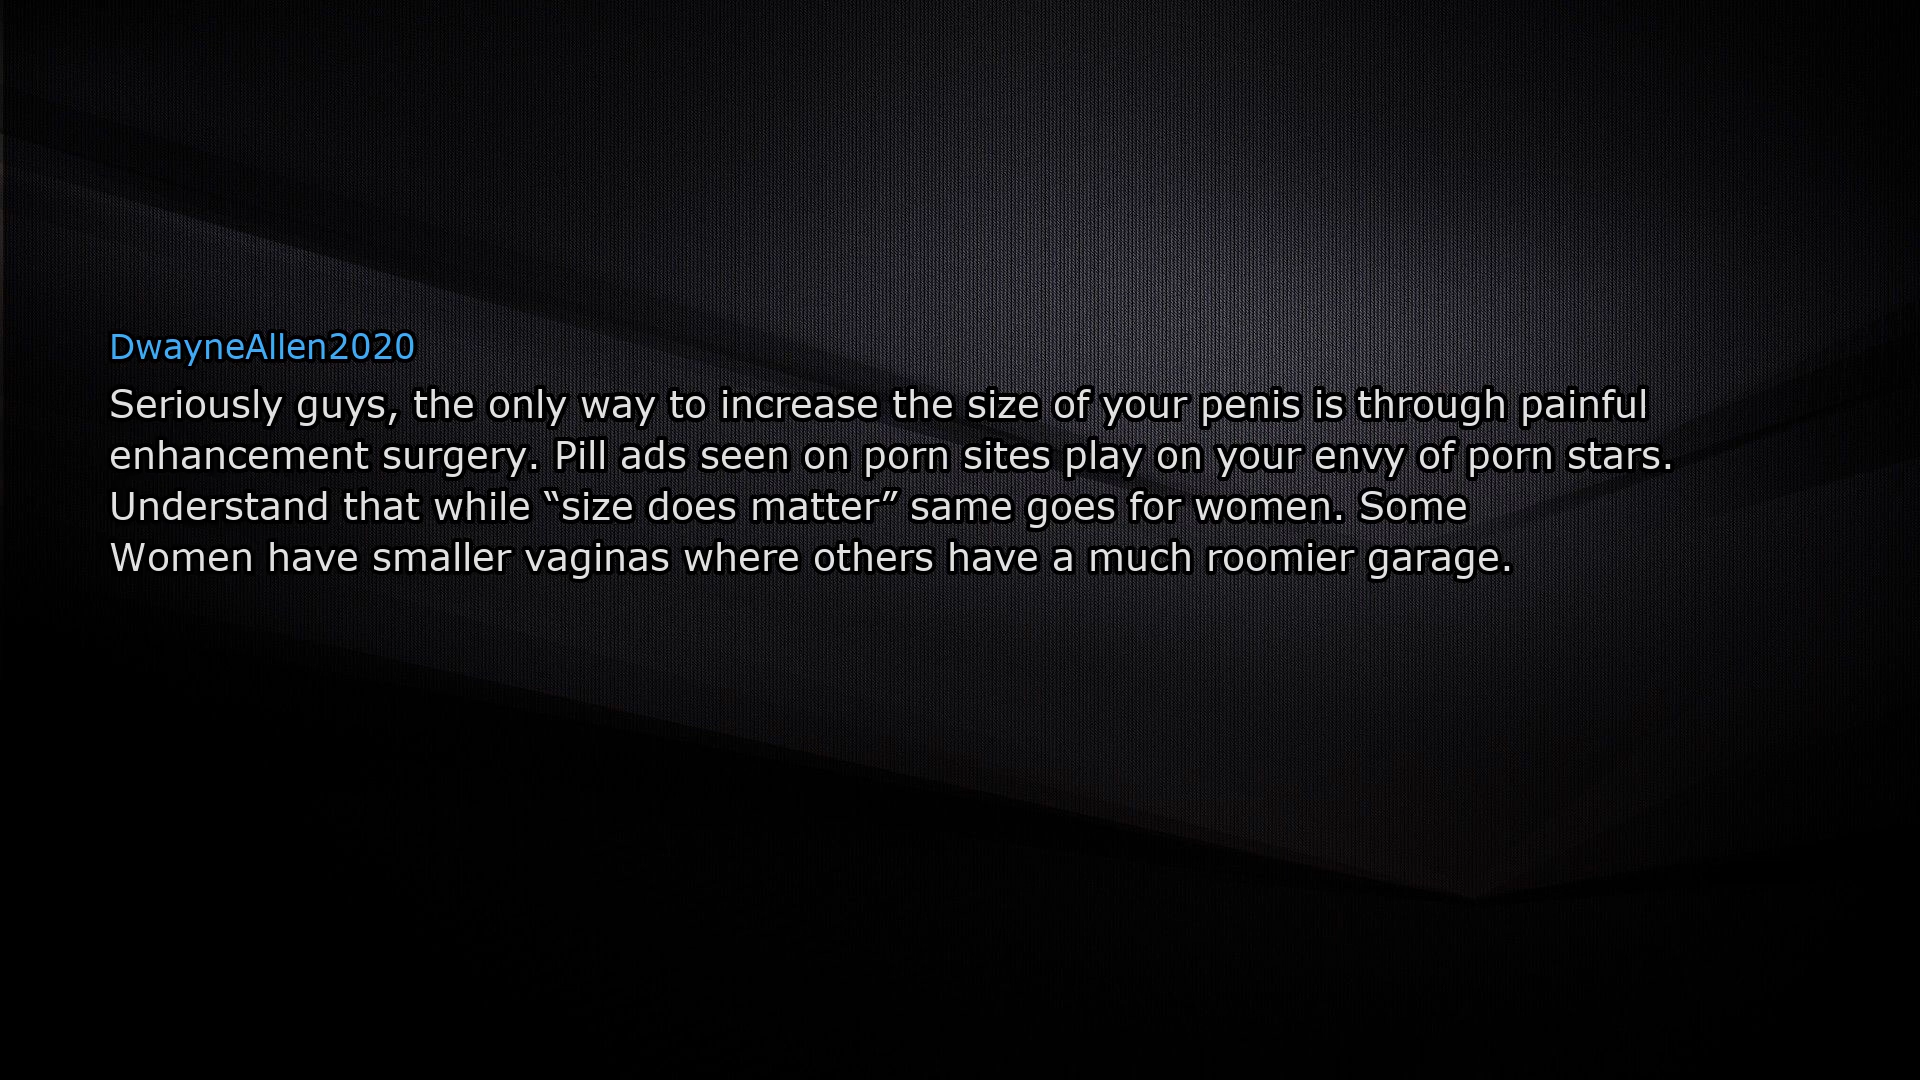 DwayneAllen2020
Seriously guys, the only way to increase the size of your penis is through painful
enhancement surgery. Pill ads seen on porn sites play on your envy of porn stars.
Understand that while “size does matter” same goes for women. Some
Women have smaller vaginas where others have a much roomier garage.